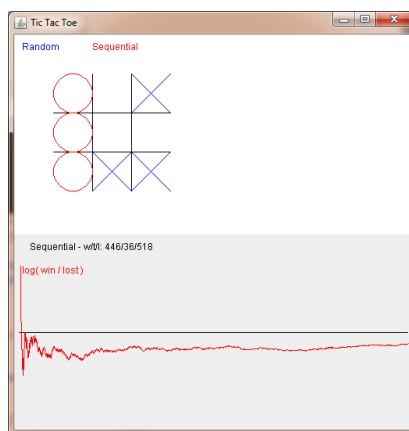 Tic Tac Toe
Random Sequential
Sequential - w/t/l: 446/36/518
log( win / lost )